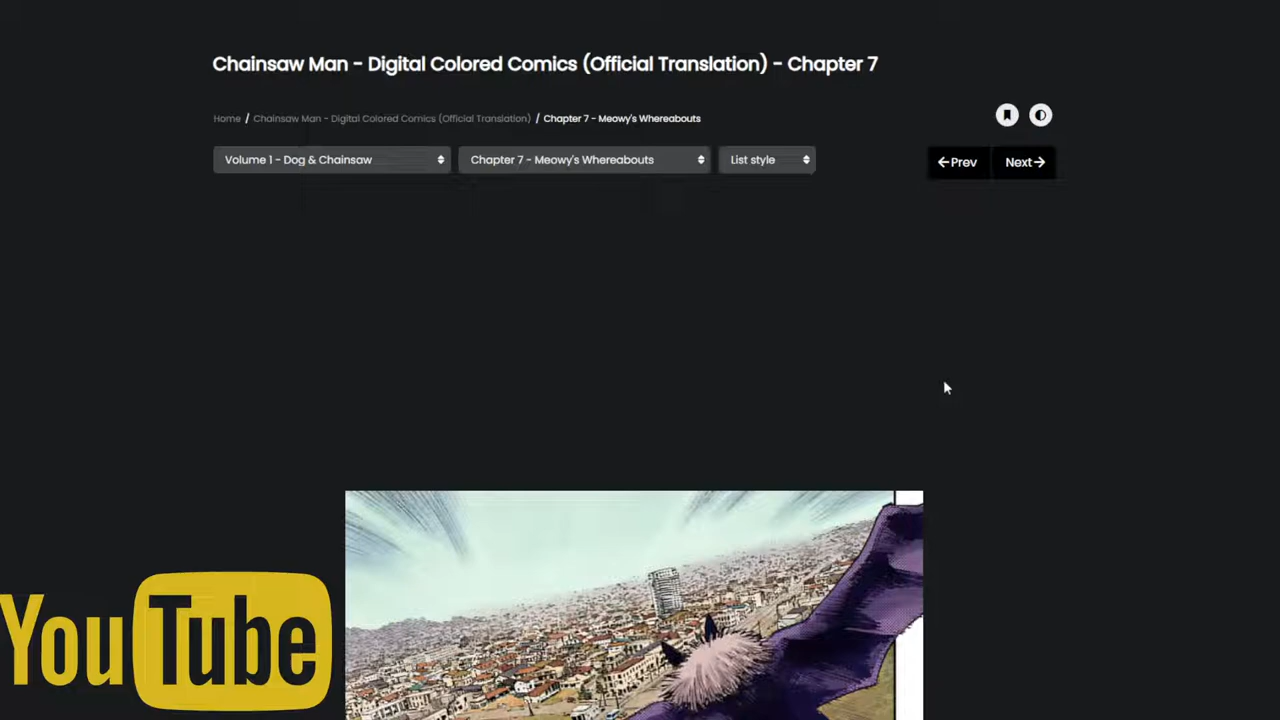 Chainsaw Man - Digital Colored Comics (Official Translation) - Chapter 7
Home / Chainsaw Man - Digital Colored Comics (Official Translation) / Chapter 7 - Meowy's Whereabouts
Volume 1 - Dog & Chainsaw Chapter 7 - Meowy's Whereabouts List style Prev Next
YouTube